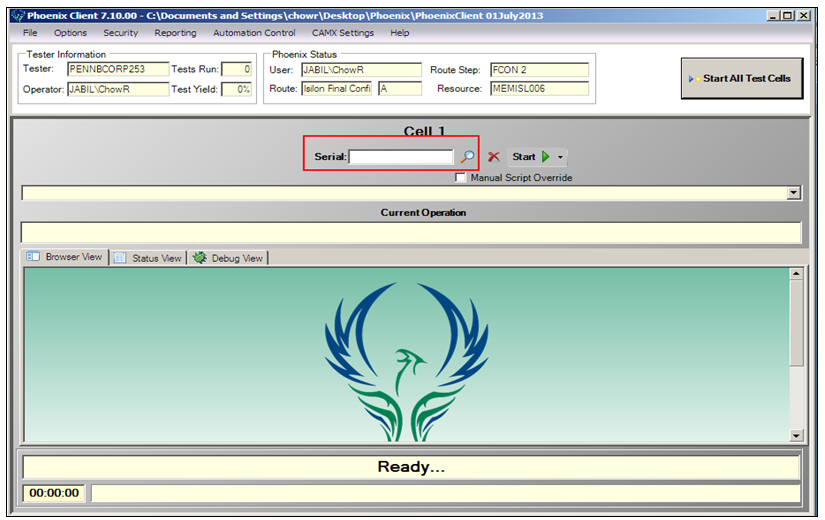 Phoenix Client 7.10.00 - C:\Documents and Settings\chowr\Desktop\Phoenix\PhoenixClient 01July2013
File Options Security Reporting Automation Control CAMX Settings Help
Tester Information Phoenix Status
Tester: PENNBCORP253 Tests Run: 0 User: JABIL\ChowR Route Step: FCON 2
Start All Test Cells
Operator: JABIL\ChowR Test Yield: 0% Route: Isilon Final Confi A Resource: MEMISL006
Cell 1
Serial: Start
Manual Script Override
Current Operation
Browser View Status View Debug View
Ready...
00:00:00